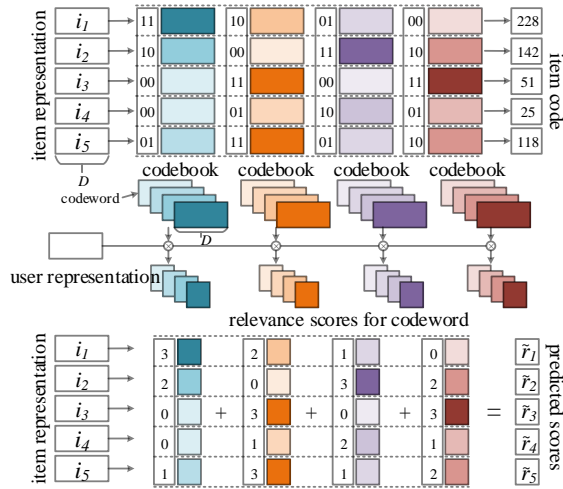 item representation
i1 11 10 01 00 228
i2 10 00 11 10 142
i3 00 11 00 11 51
i4 00 01 10 01 25
i5 01 11 01 10 118
item code
D
codebook codebook codebook codebook
codeword
D
user representation
relevance scores for codeword
item representation
i1 3 2 1 0 r̃1
i2 2 0 3 2 r̃2
i3 0 + 3 + 0 + 3 = r̃3
i4 0 1 2 1 r̃4
i5 1 3 1 2 r̃5
predicted scores